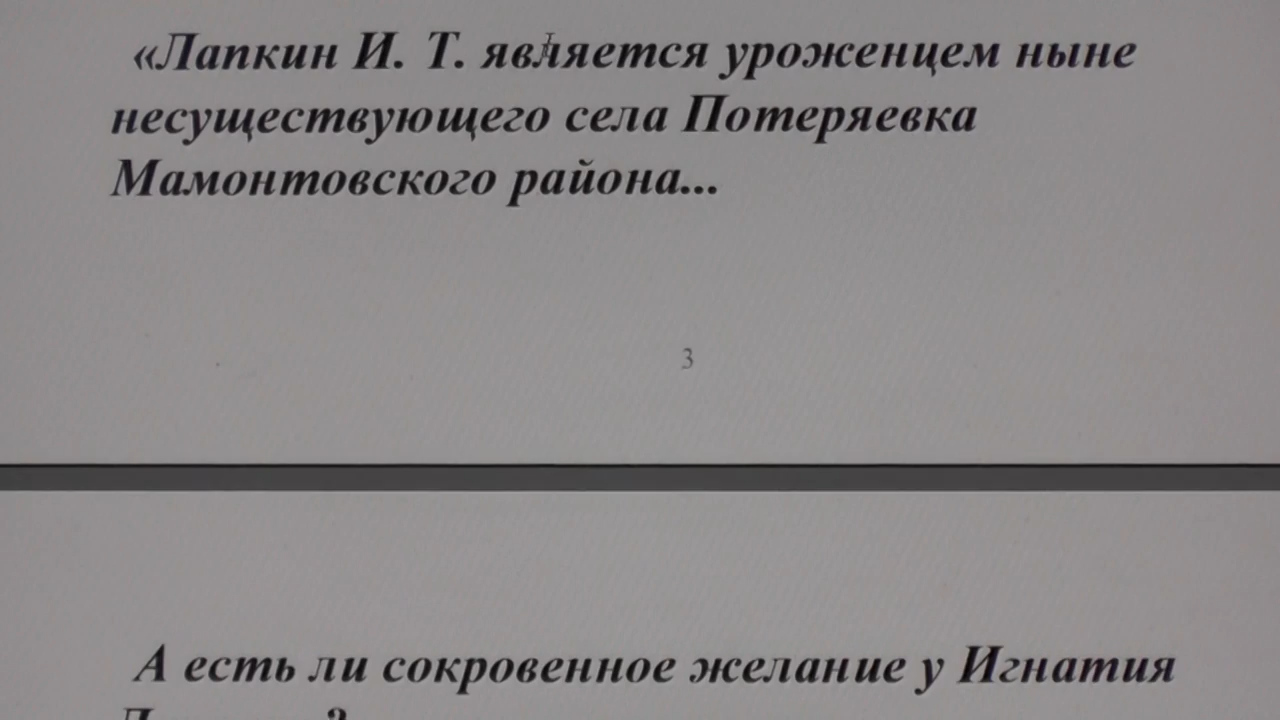 «Лапкин И. Т. является уроженцем ныне
несуществующего села Потеряевка
Мамонтовского района...
3
А есть ли сокровенное желание у Игнатия